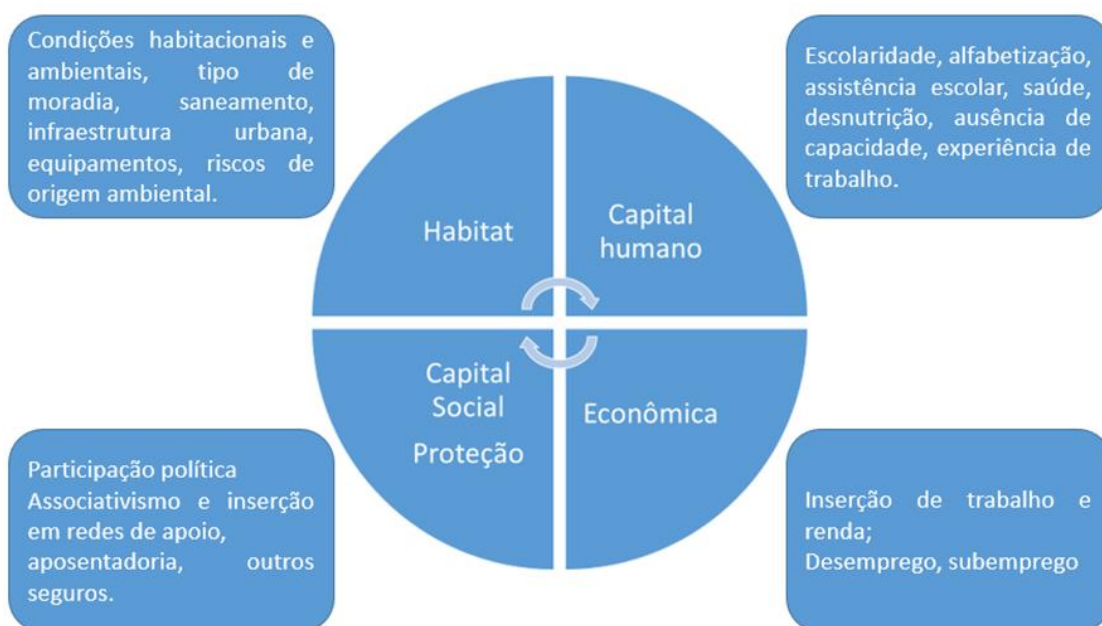 Condições habitacionais e
ambientais, tipo de
moradia, saneamento,
infraestrutura urbana,
equipamentos, riscos de
origem ambiental.
Escolaridade, alfabetização,
assistência escolar, saúde,
desnutrição, ausência de
capacidade, experiência de
trabalho.
Habitat
Capital
humano
Capital
Social
Proteção
Econômica
Participação política
Associativismo e inserção
em redes de apoio,
aposentadoria, outros
seguros.
Inserção de trabalho e
renda;
Desemprego, subemprego